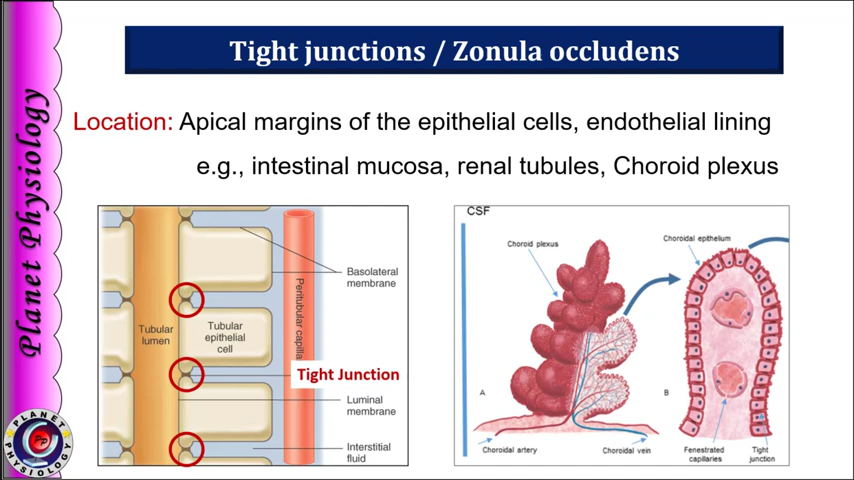 Tight junctions / Zonula occludens
Planet Physiology
Location: Apical margins of the epithelial cells, endothelial lining
e.g., intestinal mucosa, renal tubules, Choroid plexus
Tubular
lumen
Tubular
epithelial
cell
Peritubular capilla
Basolateral
membrane
Tight Junction
Luminal
membrane
Interstitial
fluid
CSF
Choroid plexus
Choroidal epithelium
A
B
Choroidal artery
Choroidal vein
Fenestrated
capillaries
Tight
junction
PLANET
PP
PHYSIOLOGY